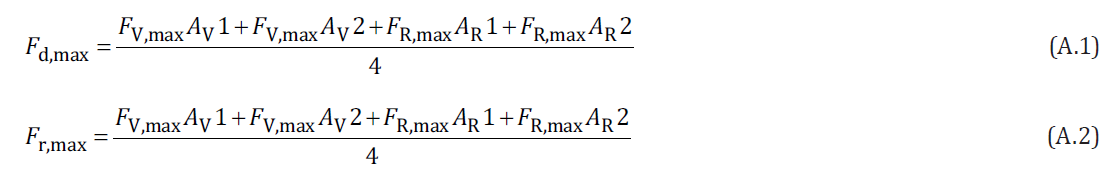 F_d,max = (F_V,max A_V 1 + F_V,max A_V 2 + F_R,max A_R 1 + F_R,max A_R 2) / 4 (A.1)
F_r,max = (F_V,max A_V 1 + F_V,max A_V 2 + F_R,max A_R 1 + F_R,max A_R 2) / 4 (A.2)